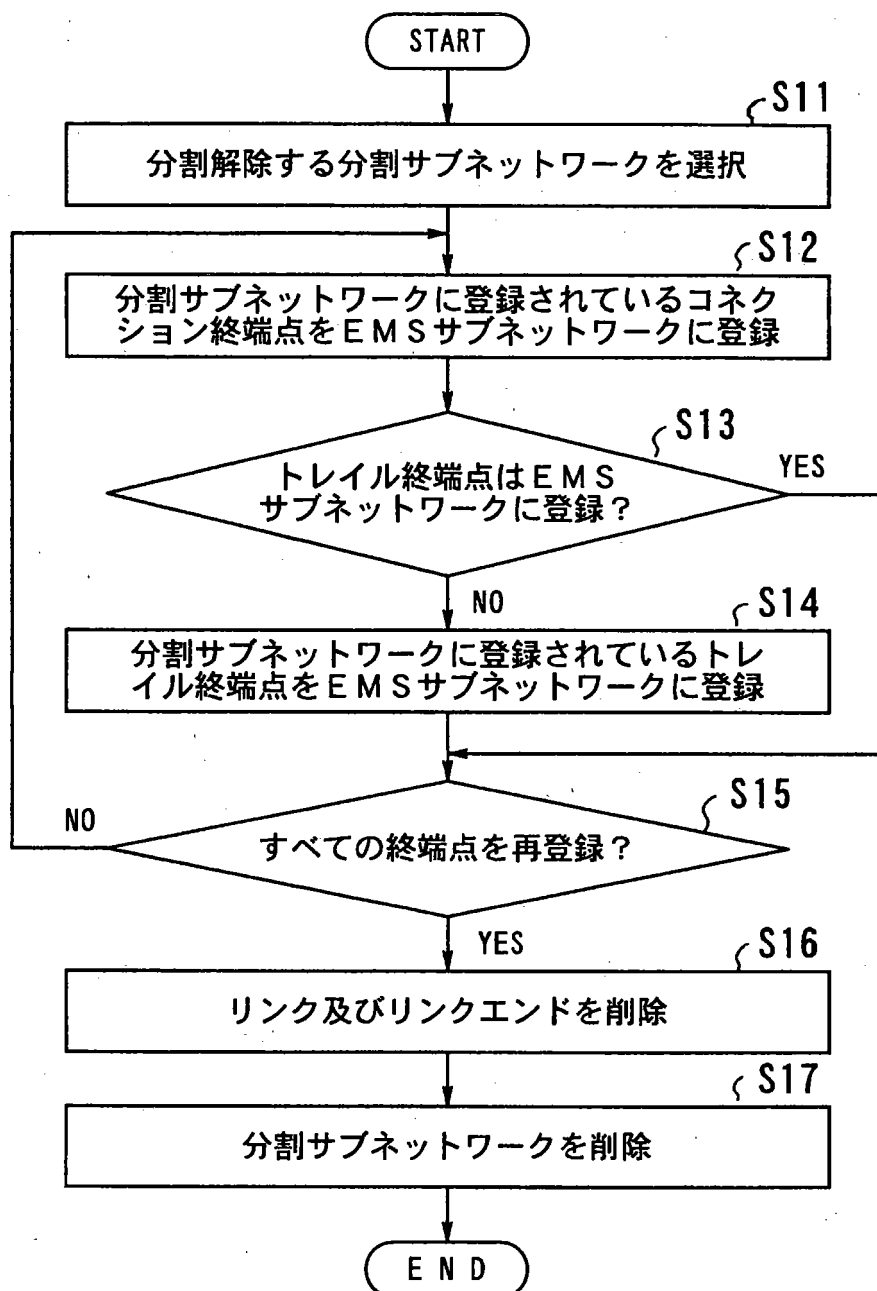 START
S11
分割解除する分割サブネットワークを選択
S12
分割サブネットワークに登録されているコネク
ション終端点をEMSサブネットワークに登録
S13
トレイル終端点はEMS
サブネットワークに登録？
YES
NO
S14
分割サブネットワークに登録されているトレ
イル終端点をEMSサブネットワークに登録
S15
NO
すべての終端点を再登録？
YES
S16
リンク及びリンクエンドを削除
S17
分割サブネットワークを削除
END